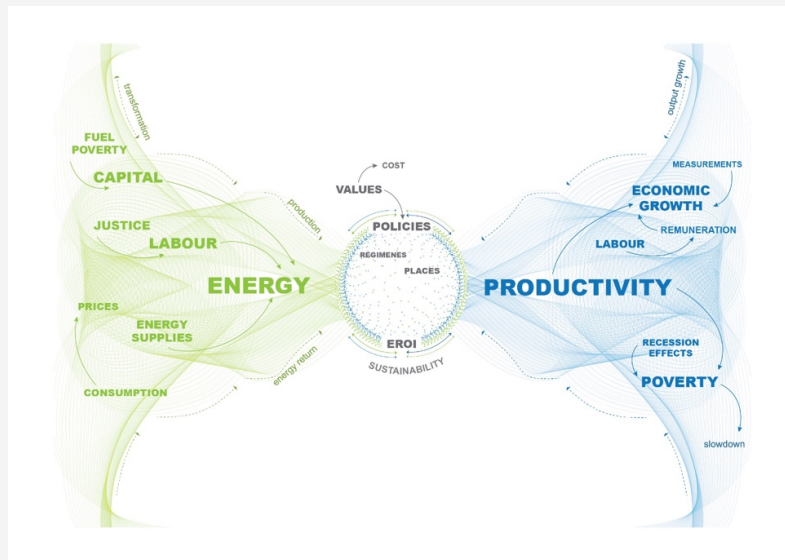 transformation
FUEL
POVERTY
CAPITAL
JUSTICE
LABOUR
production
ENERGY
PRICES
ENERGY
SUPPLIES
CONSUMPTION
energy return
COST
VALUES
POLICIES
RÉGIMENES
PLACES
EROI
SUSTAINABILITY
output growth
MEASUREMENTS
ECONOMIC
GROWTH
REMUNERATION
LABOUR
PRODUCTIVITY
RECESSION
EFFECTS
POVERTY
slowdown